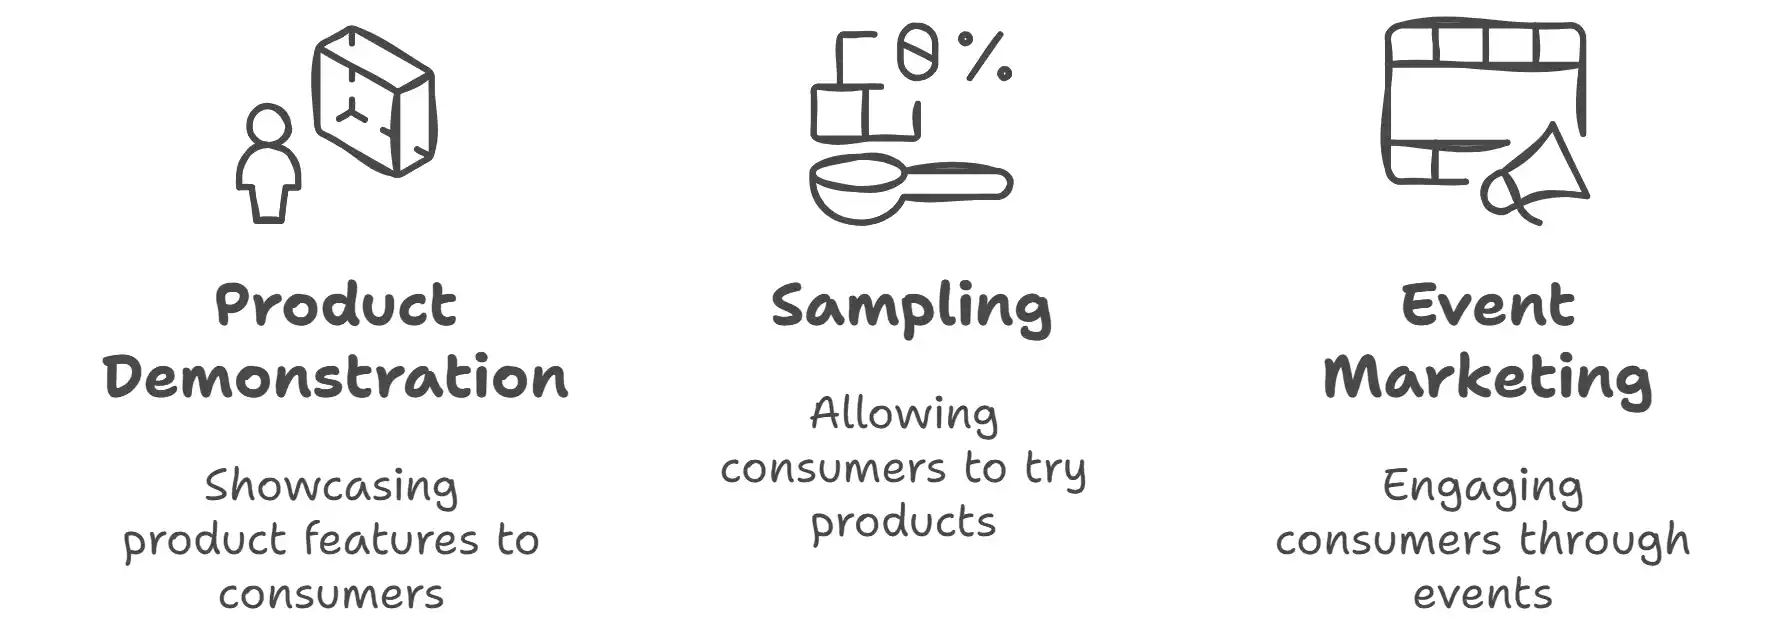 0%
Product
Demonstration
Showcasing
product features to
consumers
Sampling
Allowing
consumers to try
products
Event
Marketing
Engaging
consumers through
events